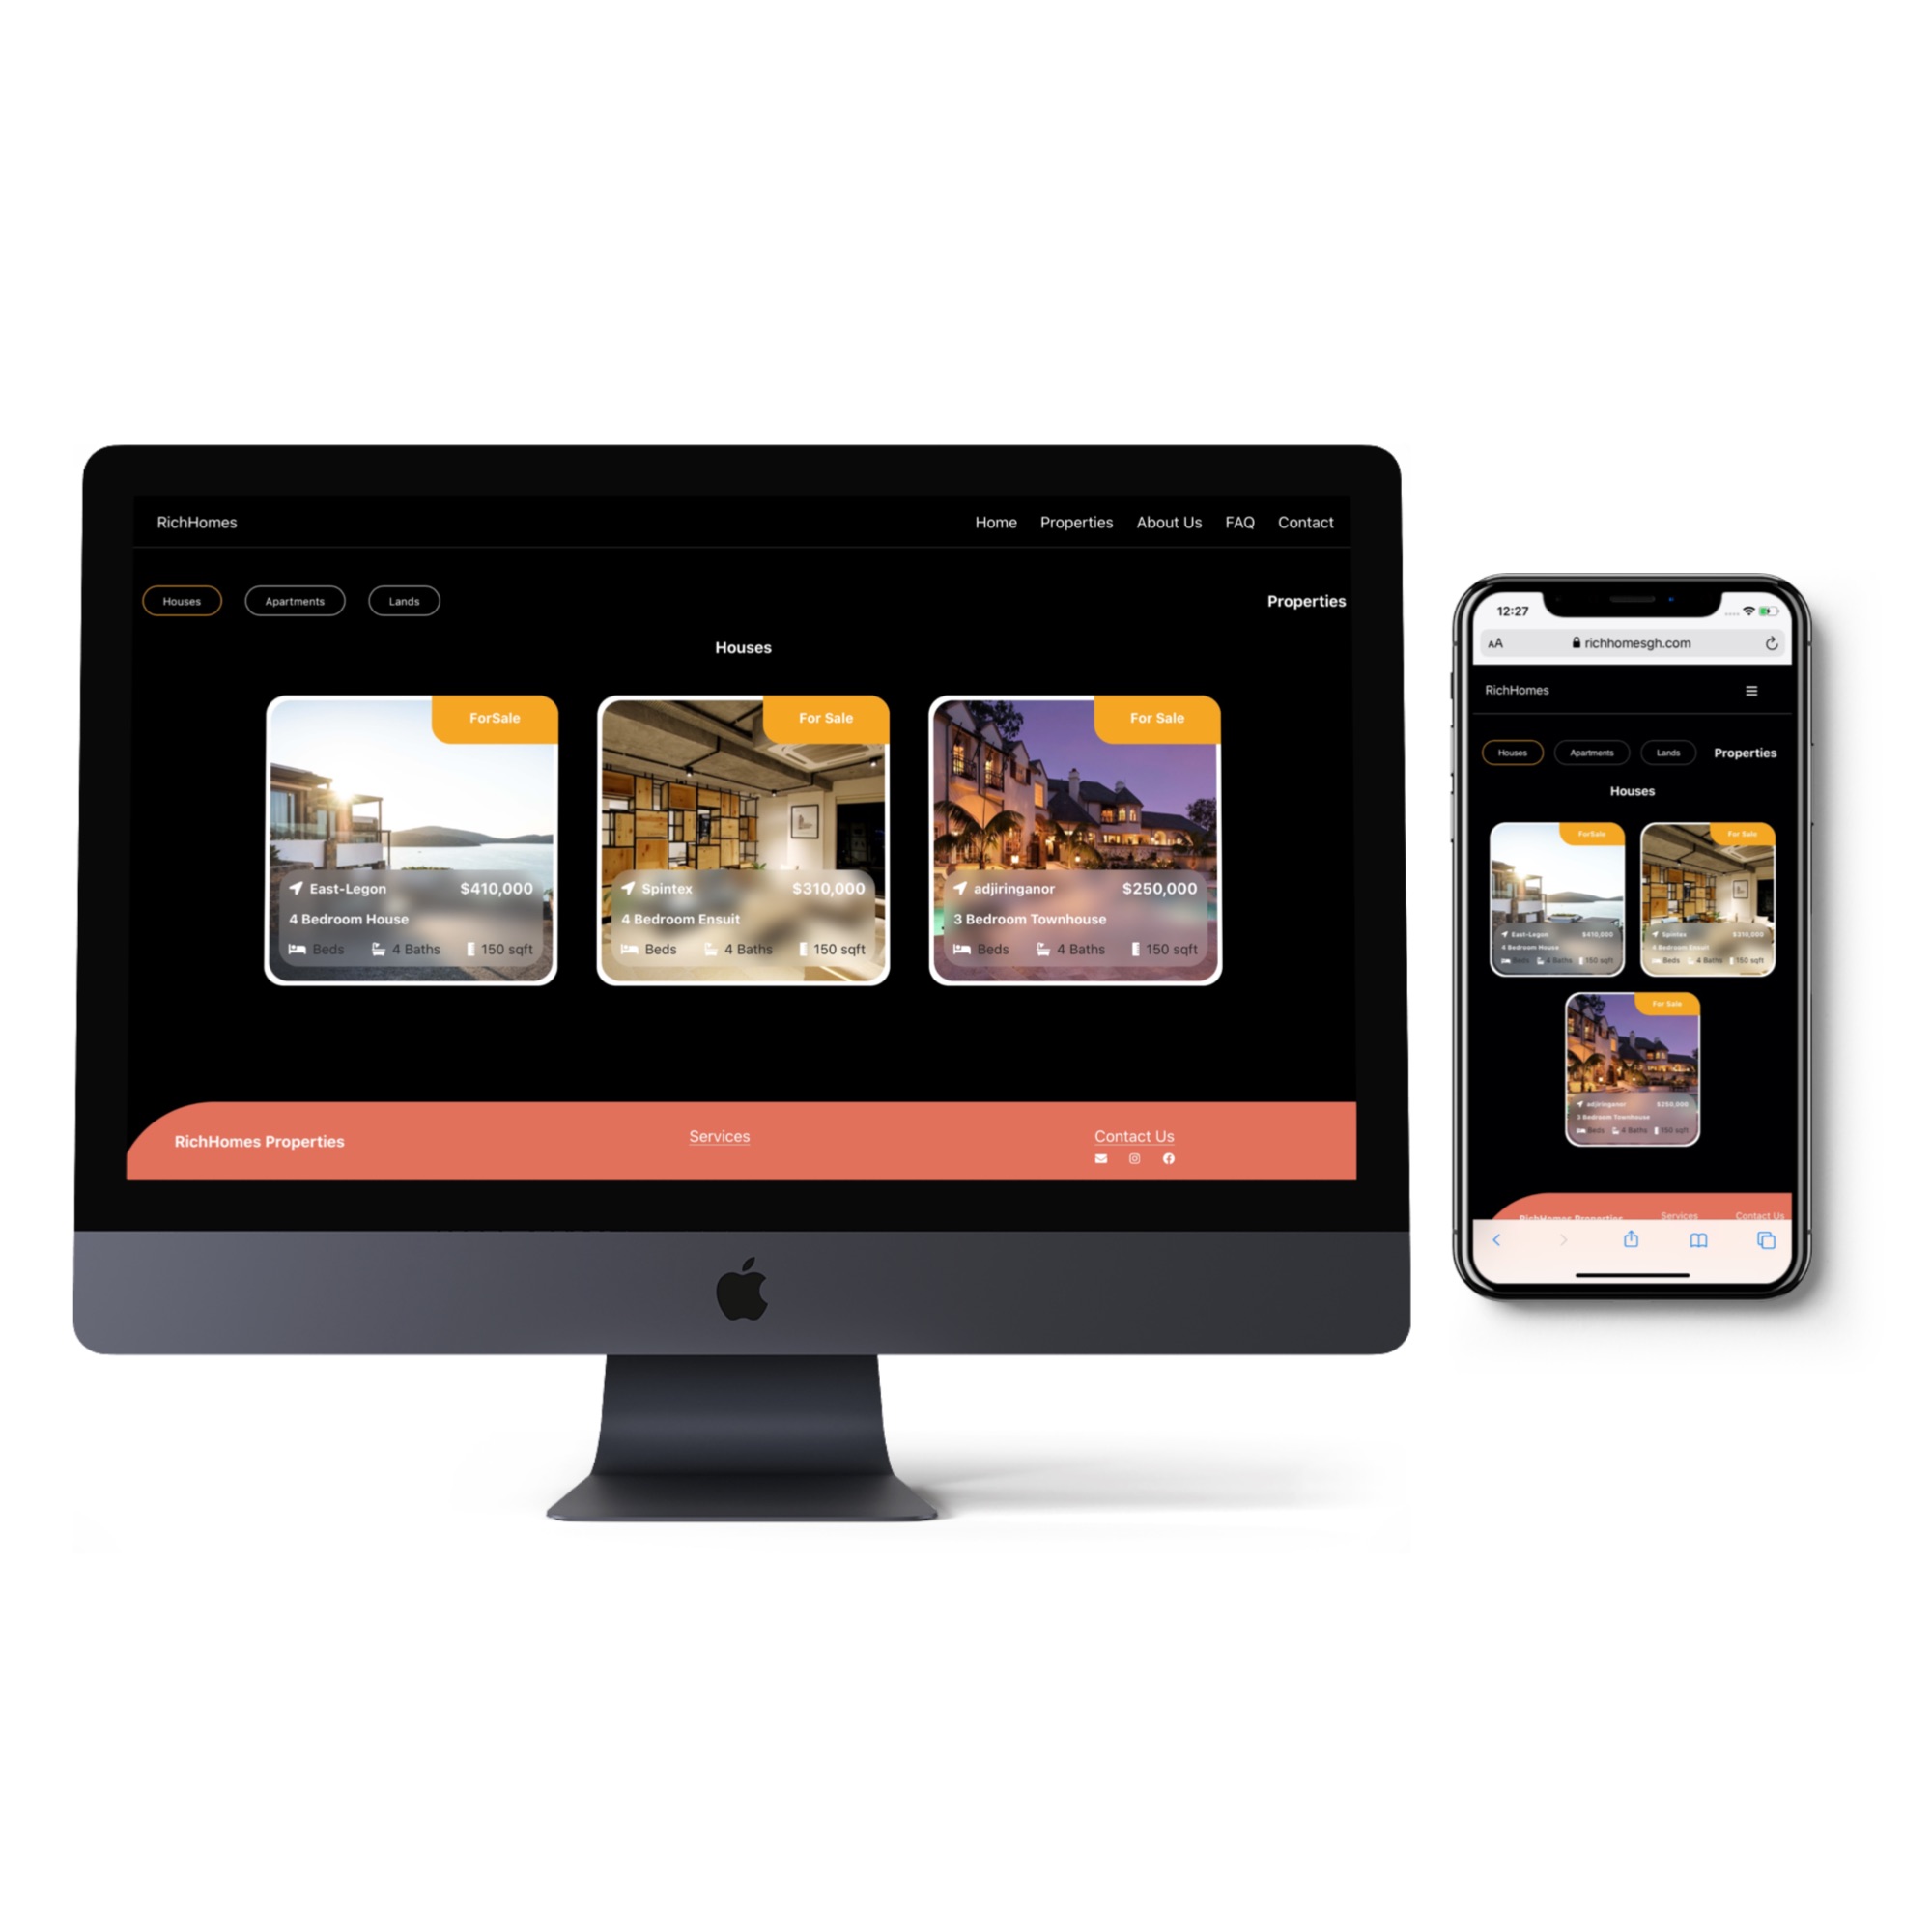 RichHomes
Home Properties About Us FAQ Contact
Houses Apartments Lands
Properties
Houses
ForSale
East-Legon $410,000
4 Bedroom House
Beds 4 Baths 150 sqft
For Sale
Spintex $310,000
4 Bedroom Ensuit
Beds 4 Baths 150 sqft
For Sale
adjiringanor $250,000
3 Bedroom Townhouse
Beds 4 Baths 150 sqft
RichHomes Properties
Services
Contact Us
12:27
AA richhomesgh.com
RichHomes
Houses Apartments Lands Properties
Houses
ForSale
East-Legon $410,000
4 Bedroom House
Beds 4 Baths 150 sqft
For Sale
Spintex $310,000
4 Bedroom Ensuit
Beds 4 Baths 150 sqft
For Sale
adjiringanor $250,000
3 Bedroom Townhouse
Beds 4 Baths 150 sqft
RichHomes Properties Services Contact Us